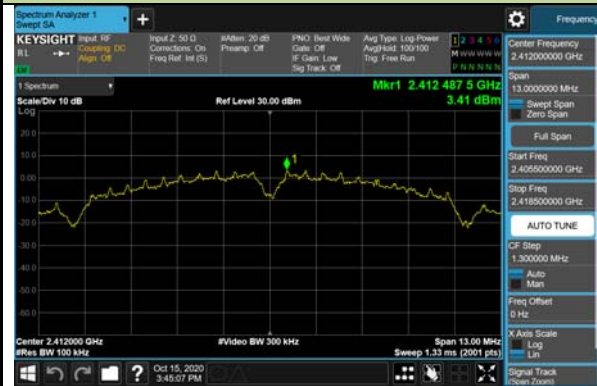 Spectrum Analyzer 1
Swept SA
+
Frequency
KEYSIGHT
RL
Input: RF
Coupling: DC
Align: Off
Input Z: 50 Ω
Corrections: On
Freq Ref: Int (S)
#Atten: 20 dB
Preamp: Off
PNO: Best Wide
Gate: Off
IF Gain: Low
Sig Track: Off
Avg Type: Log-Power
Avg|Hold: 100/100
Trig: Free Run
1 2 3 4 5 6
M W W W W W
P N N N N N
LV
1 Spectrum
Mkr1 2.412 487 5 GHz
Scale/Div 10 dB
Ref Level 30.00 dBm
3.41 dBm
Log
20.0
10.0
0.00
-10.0
-20.0
-30.0
-40.0
-50.0
-60.0
1
Center 2.412000 GHz
#Video BW 300 kHz
Span 13.00 MHz
#Res BW 100 kHz
Sweep 1.33 ms (2001 pts)
Oct 15, 2020
3:45:07 PM
?
Center Frequency
2.412000000 GHz
Span
13.0000000 MHz
Swept Span
Zero Span
Full Span
Start Freq
2.405500000 GHz
Stop Freq
2.418500000 GHz
AUTO TUNE
CF Step
1.300000 MHz
Auto
Man
Freq Offset
0 Hz
X Axis Scale
Log
Lin
Signal Track
(Span Zoom)